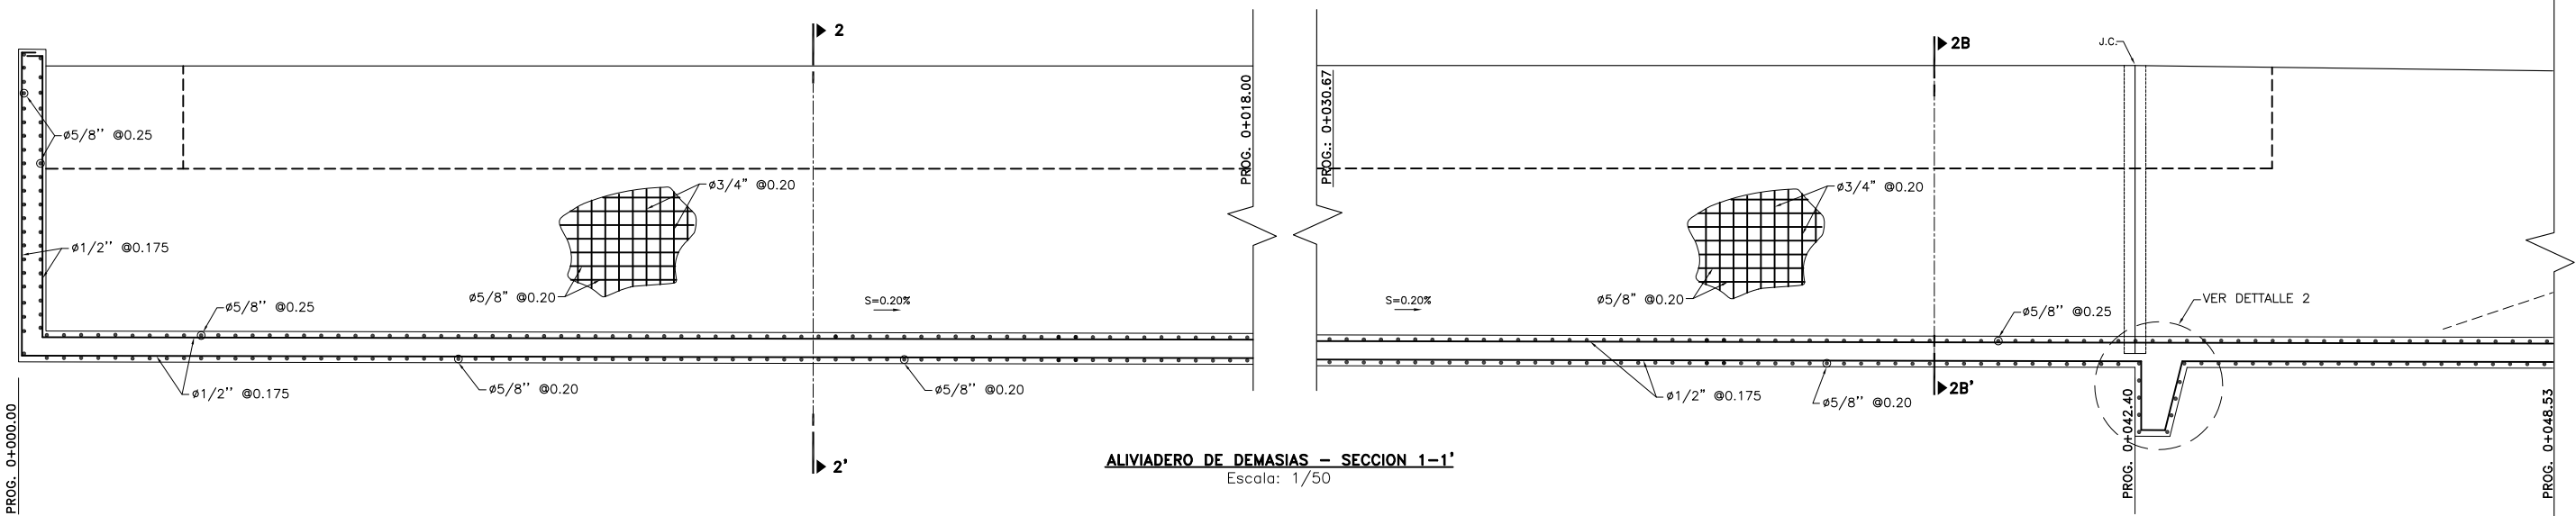 2
2B
J.C.
PROG. 0+018.00
PROG.: 0+030.67
ø5/8'' @0.25
ø3/4" @0.20
ø3/4" @0.20
ø1/2'' @0.175
ø5/8" @0.20
ø5/8" @0.20
S=0.20%
S=0.20%
VER DETTALLE 2
ø5/8'' @0.25
ø5/8'' @0.25
ø1/2'' @0.175
ø5/8'' @0.20
ø5/8'' @0.20
ø1/2" @0.175
ø5/8'' @0.20
2B'
PROG. 0+000.00
PROG. 0+042.40
PROG. 0+048.53
2'
ALIVIADERO DE DEMASIAS – SECCION 1-1'
Escala: 1/50